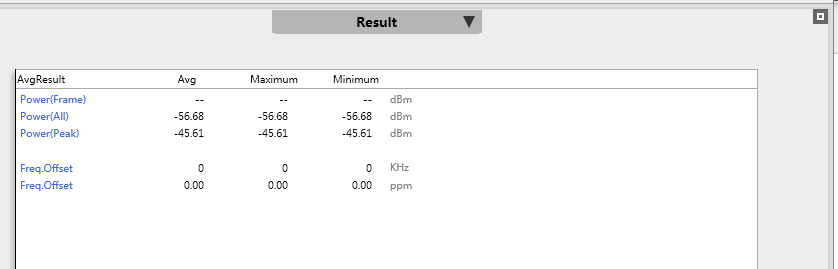 Result
AvgResult Avg Maximum Minimum
Power(Frame) -- -- -- dBm
Power(All) -56.68 -56.68 -56.68 dBm
Power(Peak) -45.61 -45.61 -45.61 dBm
Freq.Offset 0 0 0 KHz
Freq.Offset 0.00 0.00 0.00 ppm